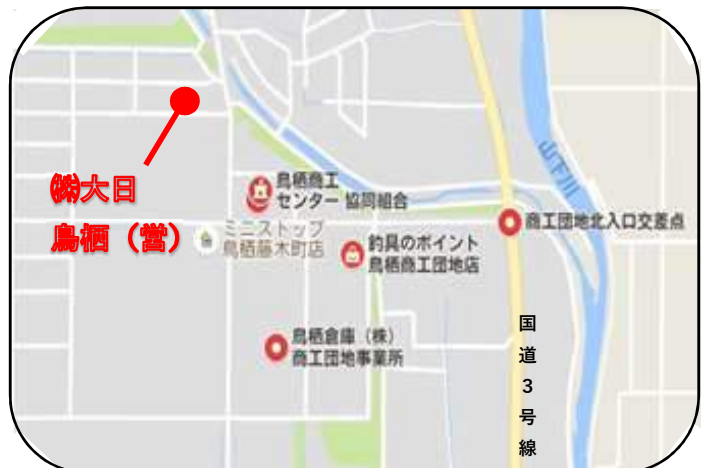 ㈱大日
鳥栖（営）
鳥栖商工
センター 協同組合
ミニストップ
鳥栖藤木町店
釣具のポイント
鳥栖商工団地店
商工団地北入口交差点
山下川
鳥栖倉庫（株）
商工団地事業所
国
道
3
号
線